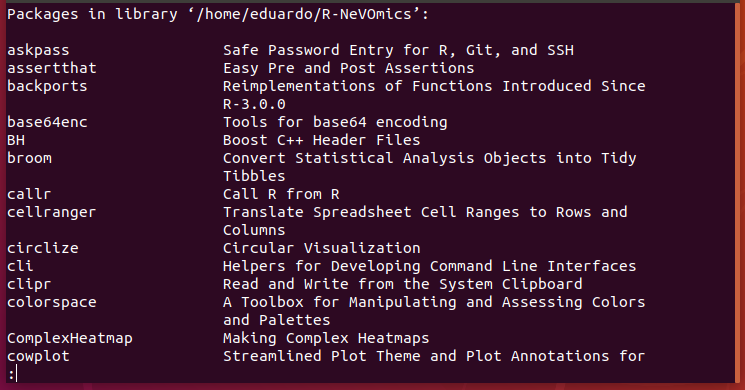 Packages in library ‘/home/eduardo/R-NeVOmics’:
askpass Safe Password Entry for R, Git, and SSH
assertthat Easy Pre and Post Assertions
backports Reimplementations of Functions Introduced Since
R-3.0.0
base64enc Tools for base64 encoding
BH Boost C++ Header Files
broom Convert Statistical Analysis Objects into Tidy
Tibbles
callr Call R from R
cellranger Translate Spreadsheet Cell Ranges to Rows and
Columns
circlize Circular Visualization
cli Helpers for Developing Command Line Interfaces
clipr Read and Write from the System Clipboard
colorspace A Toolbox for Manipulating and Assessing Colors
and Palettes
ComplexHeatmap Making Complex Heatmaps
cowplot Streamlined Plot Theme and Plot Annotations for
: